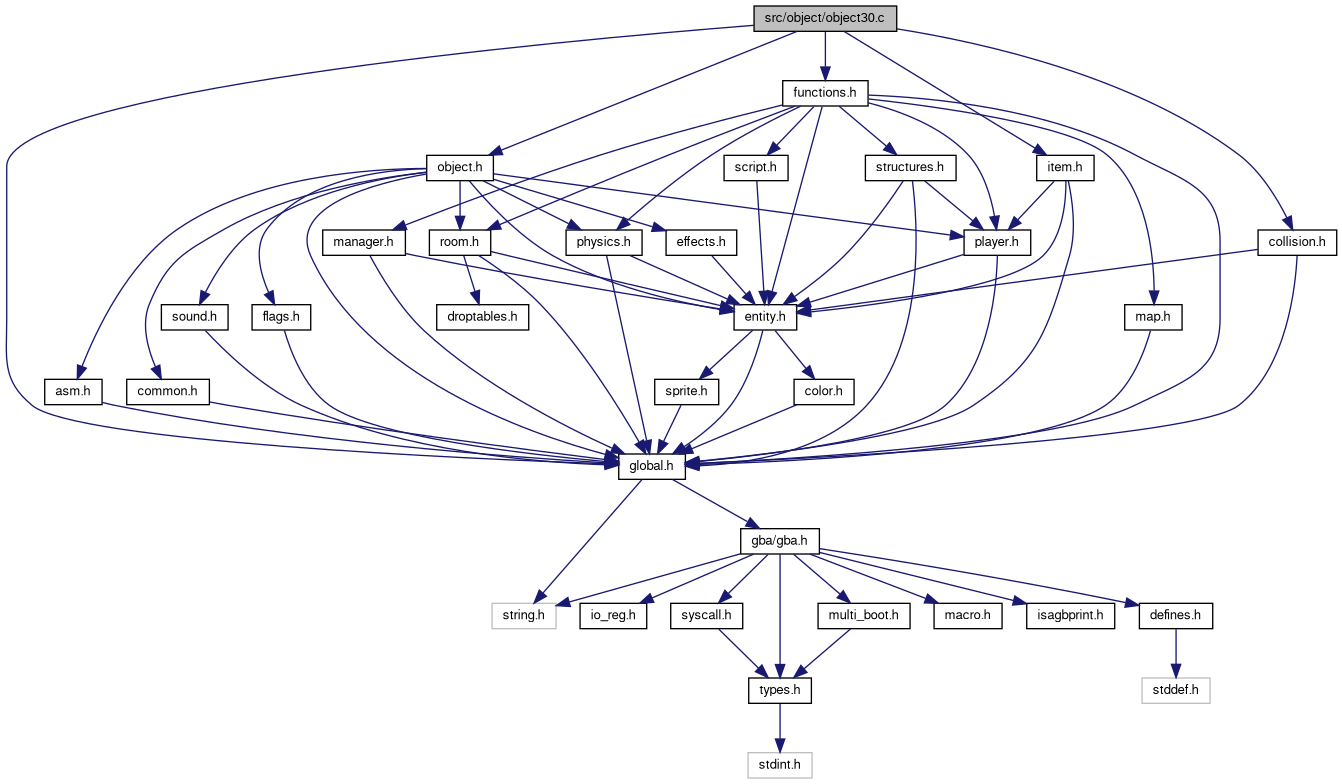 src/object/object30.c
functions.h
object.h
script.h
structures.h
item.h
manager.h
room.h
physics.h
effects.h
player.h
collision.h
sound.h
flags.h
droptables.h
entity.h
map.h
asm.h
common.h
sprite.h
color.h
global.h
gba/gba.h
string.h
io_reg.h
syscall.h
multi_boot.h
macro.h
isagbprint.h
defines.h
types.h
stddef.h
stdint.h